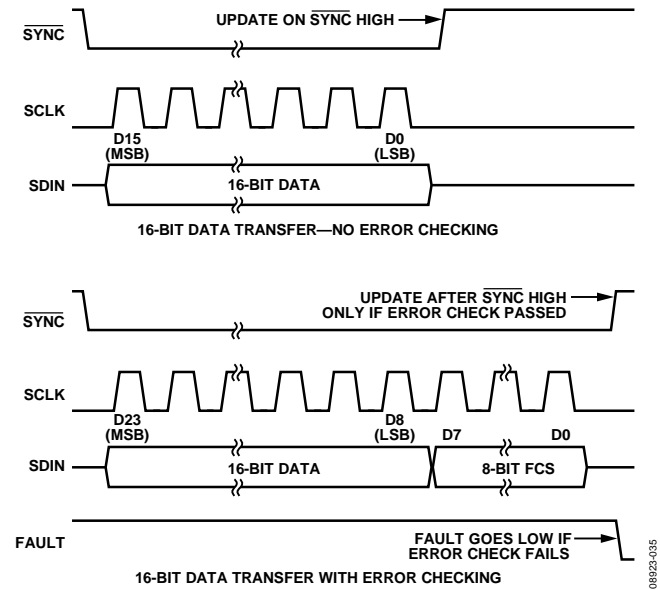 UPDATE ON SYNC HIGH
SYNC
SCLK
D15
(MSB)
D0
(LSB)
SDIN
16-BIT DATA
16-BIT DATA TRANSFER—NO ERROR CHECKING
UPDATE AFTER SYNC HIGH
ONLY IF ERROR CHECK PASSED
SYNC
SCLK
D23
(MSB)
D8
(LSB)
D7
D0
SDIN
16-BIT DATA
8-BIT FCS
FAULT
FAULT GOES LOW IF
ERROR CHECK FAILS
16-BIT DATA TRANSFER WITH ERROR CHECKING
08923-035